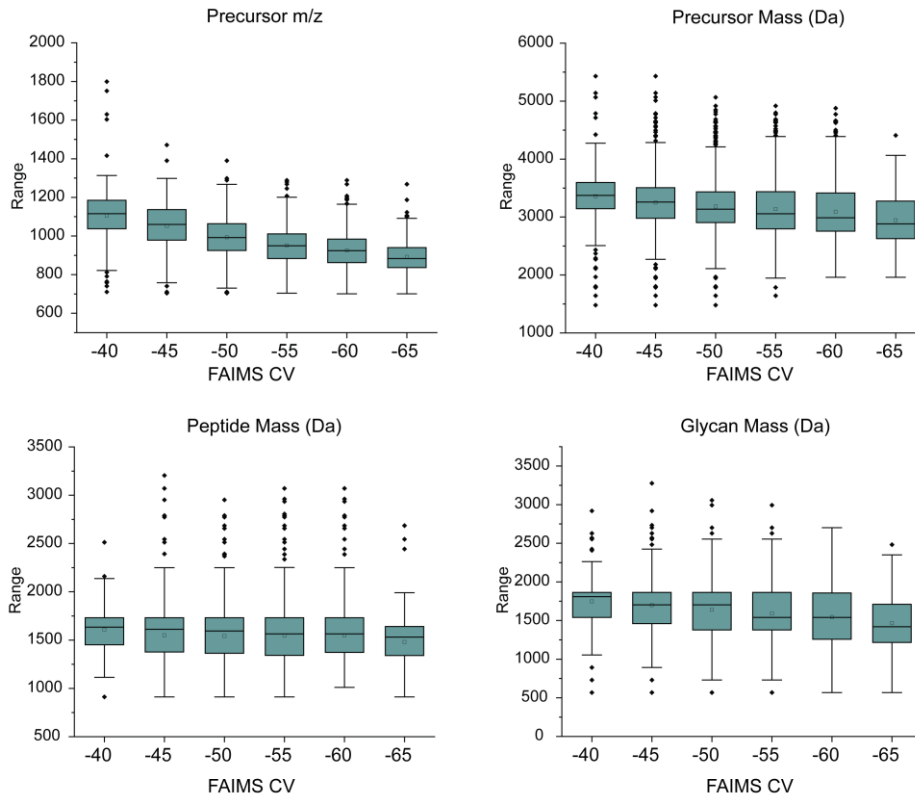 Precursor m/z
2000
1800
1600
1400
1200
1000
800
600
Range
-40 -45 -50 -55 -60 -65
FAIMS CV
Precursor Mass (Da)
6000
5000
4000
3000
2000
1000
Range
-40 -45 -50 -55 -60 -65
FAIMS CV
Peptide Mass (Da)
3500
3000
2500
2000
1500
1000
500
Range
-40 -45 -50 -55 -60 -65
FAIMS CV
Glycan Mass (Da)
3500
3000
2500
2000
1500
1000
500
0
Range
-40 -45 -50 -55 -60 -65
FAIMS CV